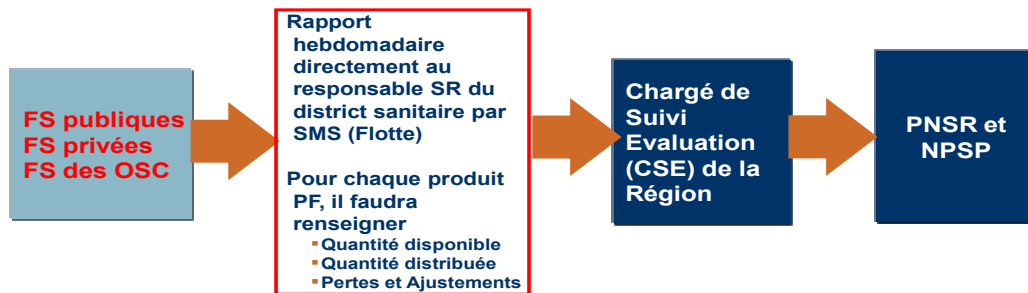 FS publiques
FS privées
FS des OSC
Rapport
hebdomadaire
directement au
responsable SR du
district sanitaire par
SMS (Flotte)
Pour chaque produit
PF, il faudra
renseigner
▪Quantité disponible
▪Quantité distribuée
▪Pertes et Ajustements
Chargé de
Suivi
Evaluation
(CSE) de la
Région
PNSR et
NPSP